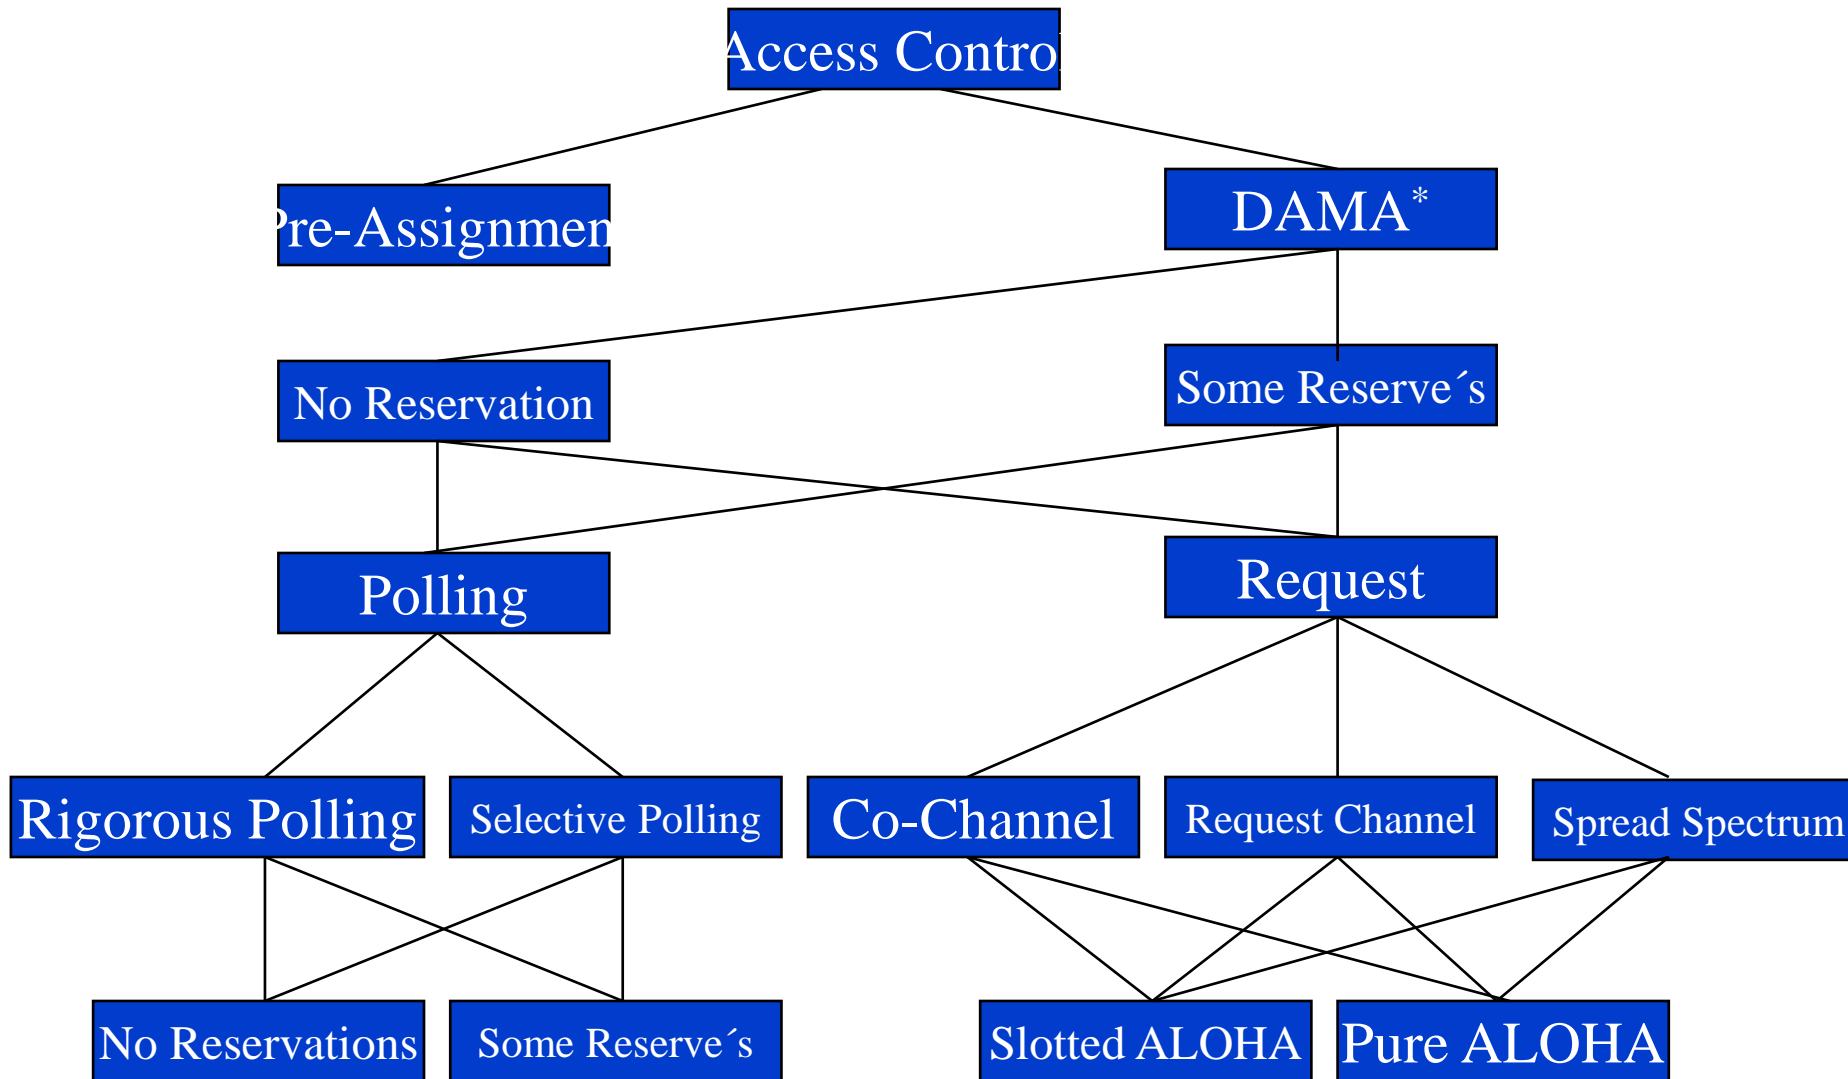 Access Control
Pre-Assignmen
DAMA*
No Reservation
Some Reserve´s
Polling
Request
Rigorous Polling
Selective Polling
Co-Channel
Request Channel
Spread Spectrum
No Reservations
Some Reserve´s
Slotted ALOHA
Pure ALOHA